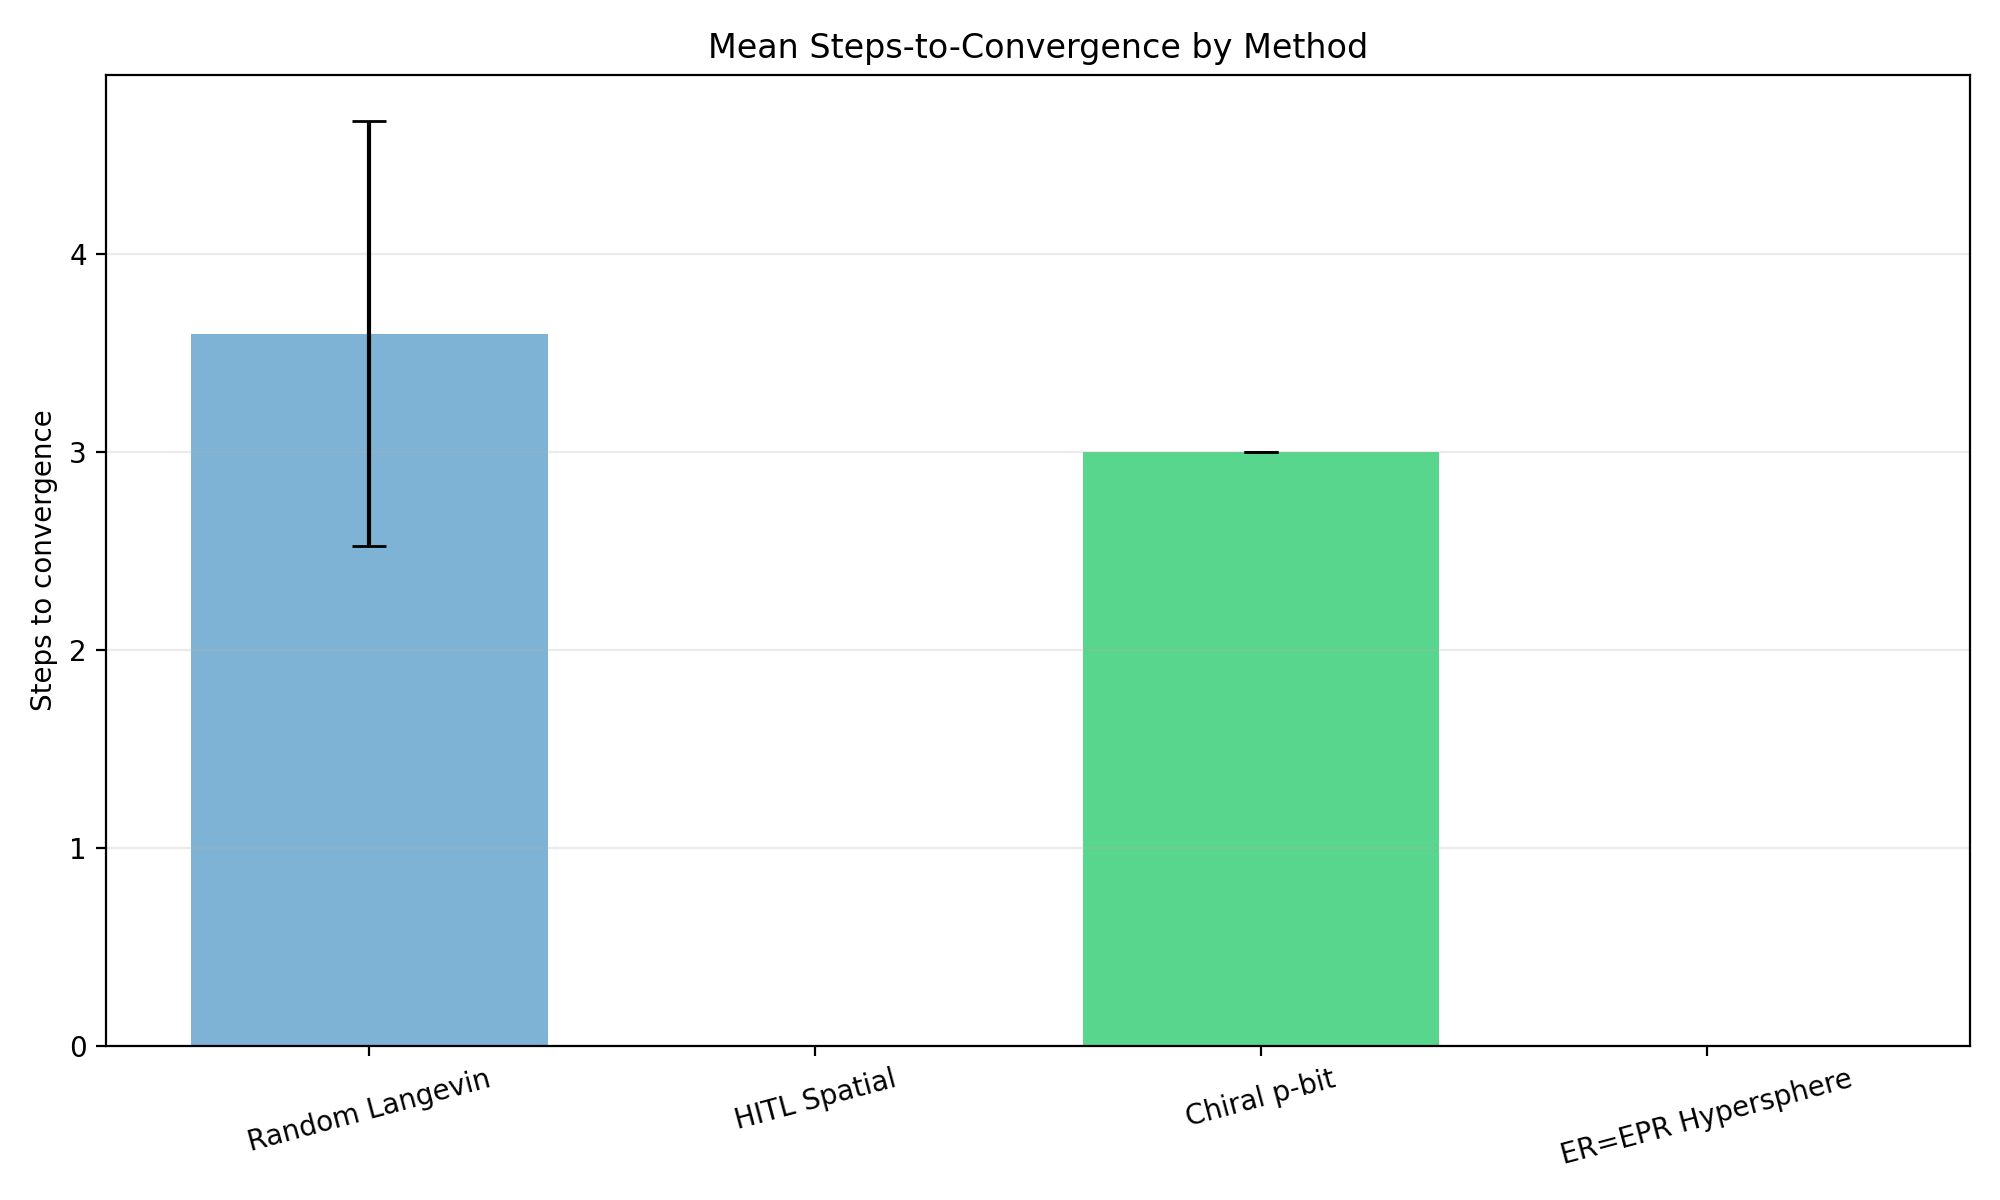 Mean Steps-to-Convergence by Method
Steps to convergence
4
3
2
1
0
Random Langevin
HITL Spatial
Chiral p-bit
ER=EPR Hypersphere